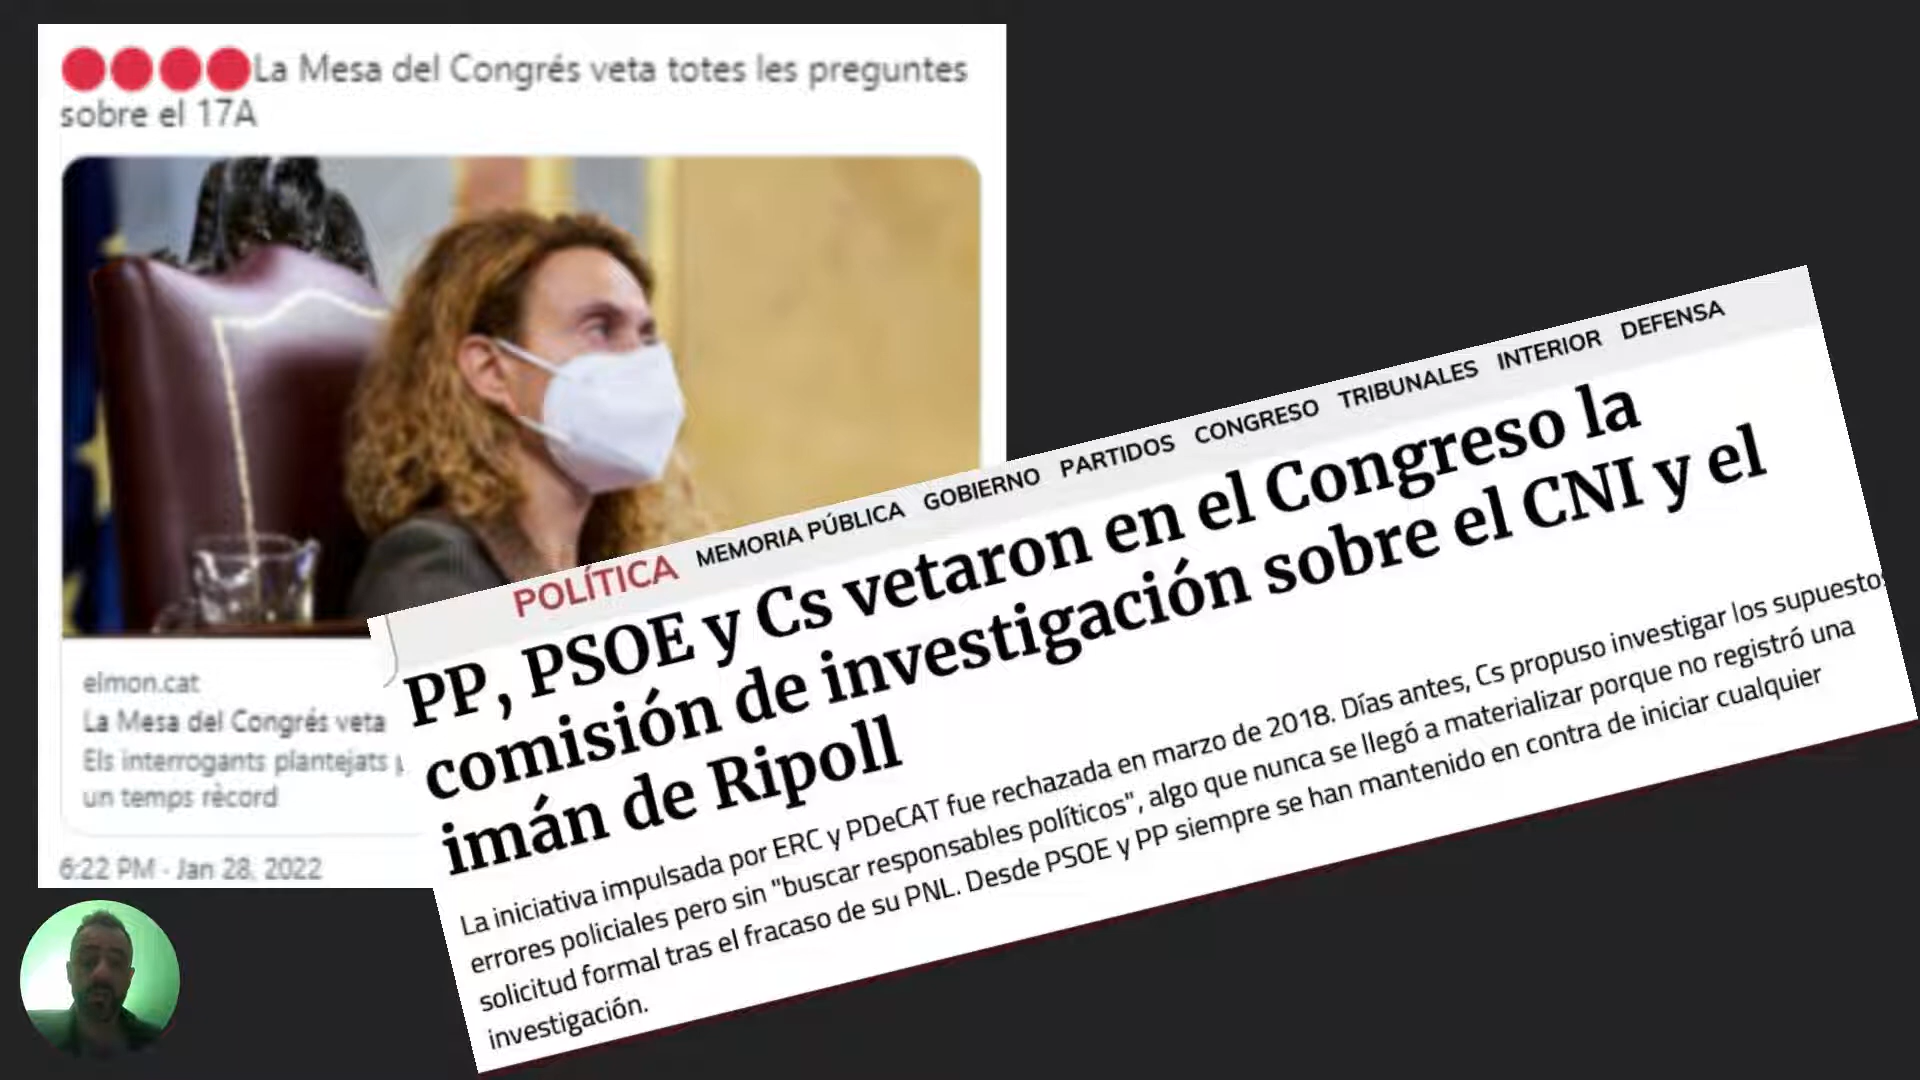 La Mesa del Congrés veta totes les preguntes
sobre el 17A
elmon.cat
La Mesa del Congrés veta
Els interrogants plantejats
un temps rècord
6:22 PM · Jan 28, 2022
POLÍTICA MEMORIA PÚBLICA GOBIERNO PARTIDOS CONGRESO TRIBUNALES INTERIOR DEFENSA
PP, PSOE y Cs vetaron en el Congreso la
comisión de investigación sobre el CNI y el
imán de Ripoll
La iniciativa impulsada por ERC y PDeCAT fue rechazada en marzo de 2018. Días antes, Cs propuso investigar los supuestos
errores policiales pero sin "buscar responsables políticos", algo que nunca se llegó a materializar porque no registró una
solicitud formal tras el fracaso de su PNL. Desde PSOE y PP siempre se han mantenido en contra de iniciar cualquier
investigación.